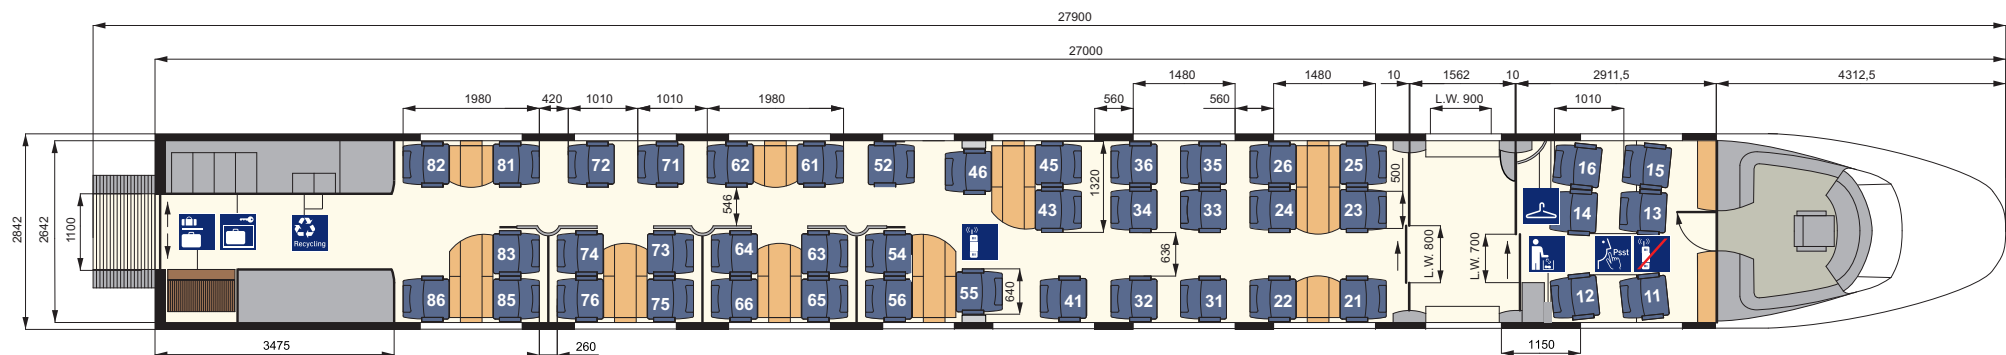 27900
27000
1480 1480 10 1562 10 2911,5 4312,5
1980 420 1010 1010 1980 560 560 L.W. 900 1010
82 81 72 71 62 61 52 46 45 36 35 26 25 16 15
2842 2642 1100 546 1320 500
43 34 33 24 23 14 13
Recycling
83 74 73 64 63 54 636 L.W. 800 L.W. 700 Psst
86 85 76 75 66 65 56 55 640 41 32 31 22 21 12 11
3475 260 1150